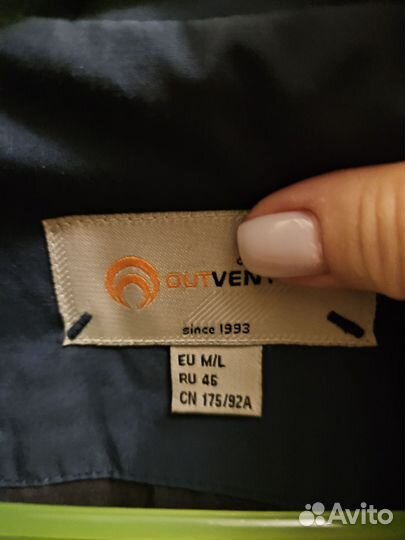 OUTVENT
since 1993
EU M/L
RU 46
CN 175/92A
Avito